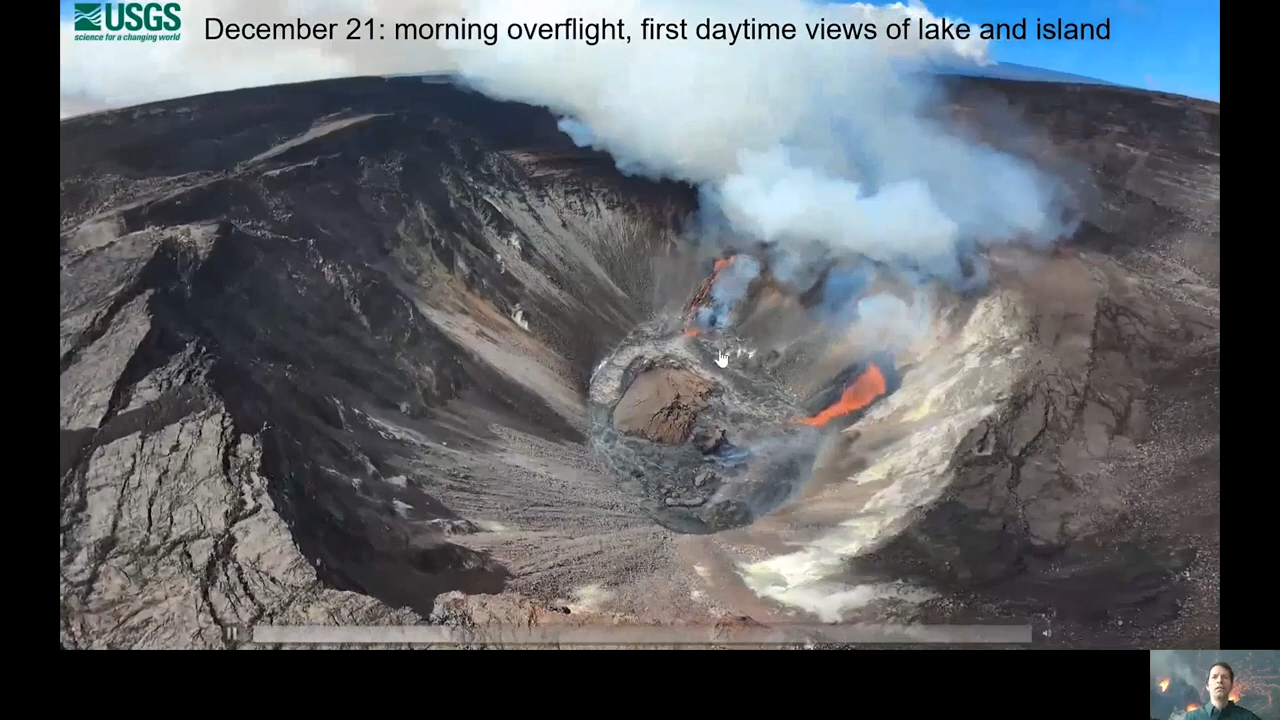 USGS
science for a changing world
December 21: morning overflight, first daytime views of lake and island